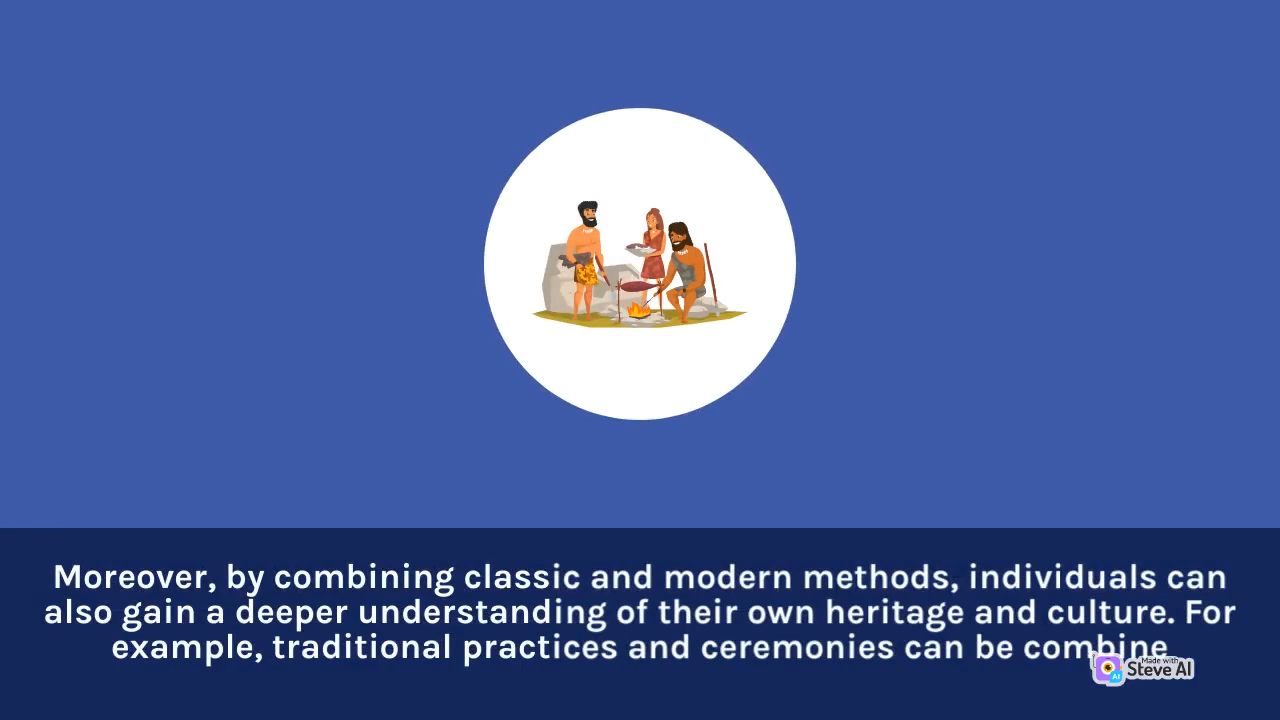 Moreover, by combining classic and modern methods, individuals can
also gain a deeper understanding of their own heritage and culture. For
example, traditional practices and ceremonies can be combine
Made with
Steve AI
AI